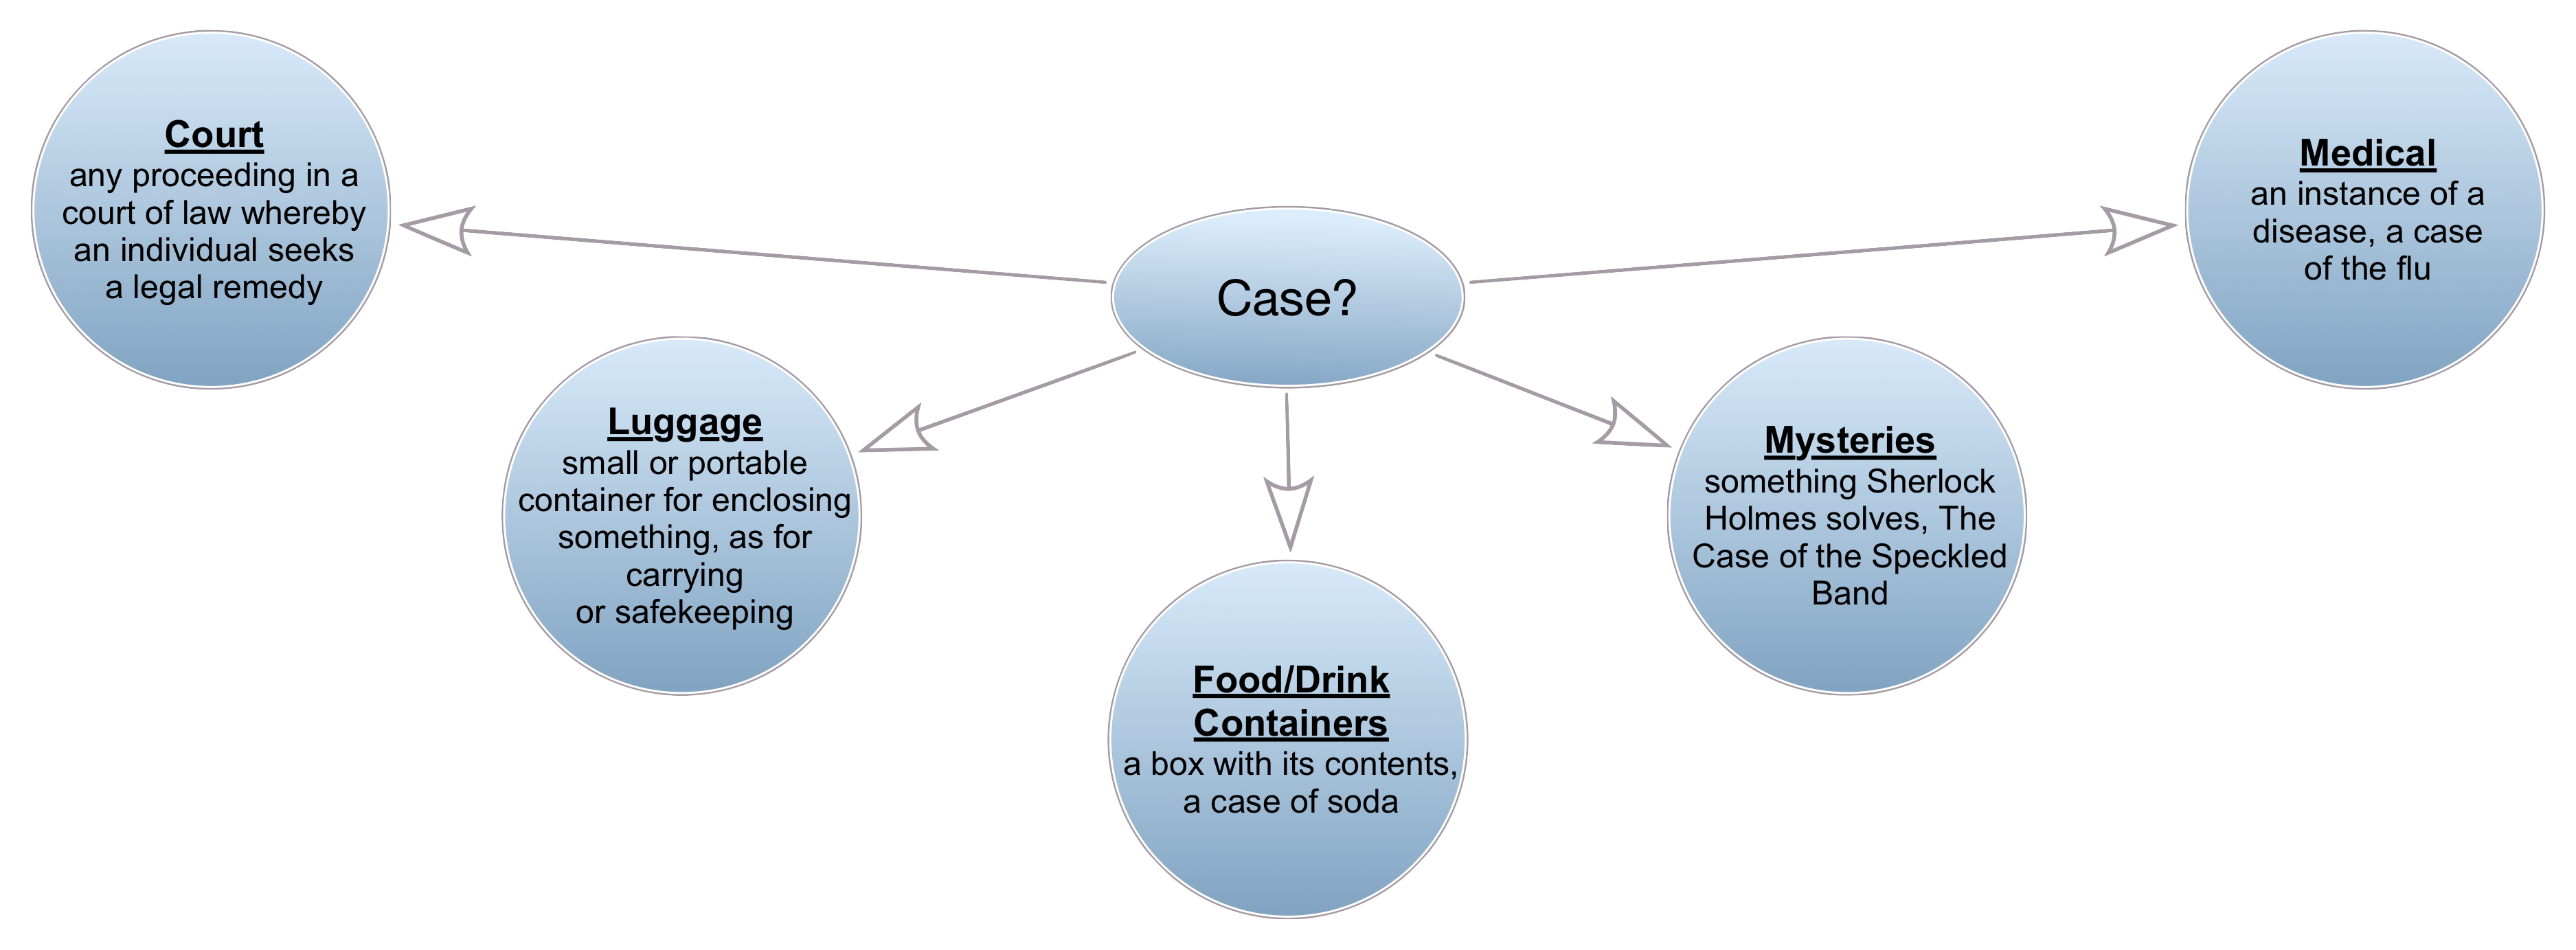 Court
any proceeding in a
court of law whereby
an individual seeks
a legal remedy
Luggage
small or portable
container for enclosing
something, as for
carrying
or safekeeping
Case?
Food/Drink
Containers
a box with its contents,
a case of soda
Mysteries
something Sherlock
Holmes solves, The
Case of the Speckled
Band
Medical
an instance of a
disease, a case
of the flu